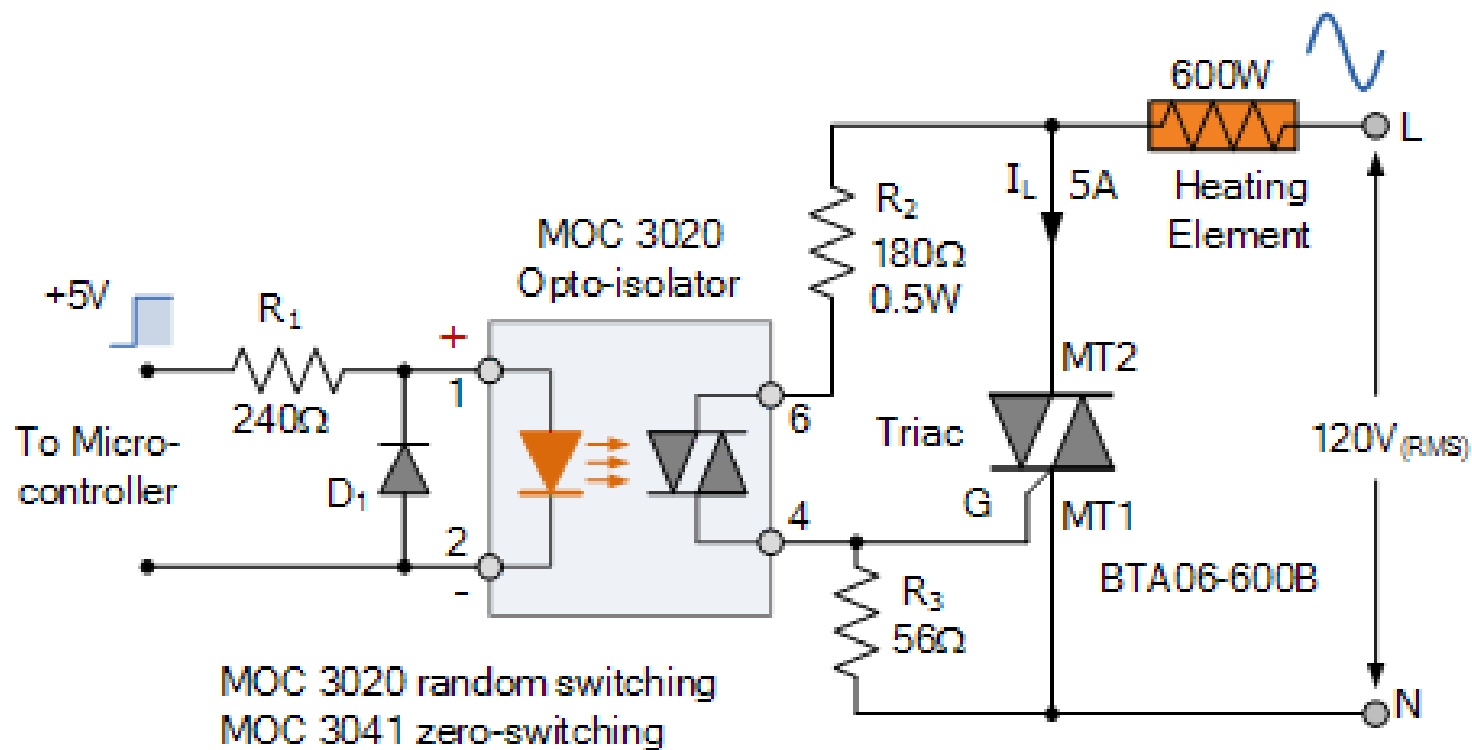 600W
L
Heating
Element
I_L 5A
R₂
180Ω
0.5W
MOC 3020
Opto-isolator
+5V
R₁
240Ω
+
1
6
MT2
Triac
120V(RMS)
To Micro-
controller
D₁
2
-
4
G
MT1
BTA06-600B
R₃
56Ω
N
MOC 3020 random switching
MOC 3041 zero-switching